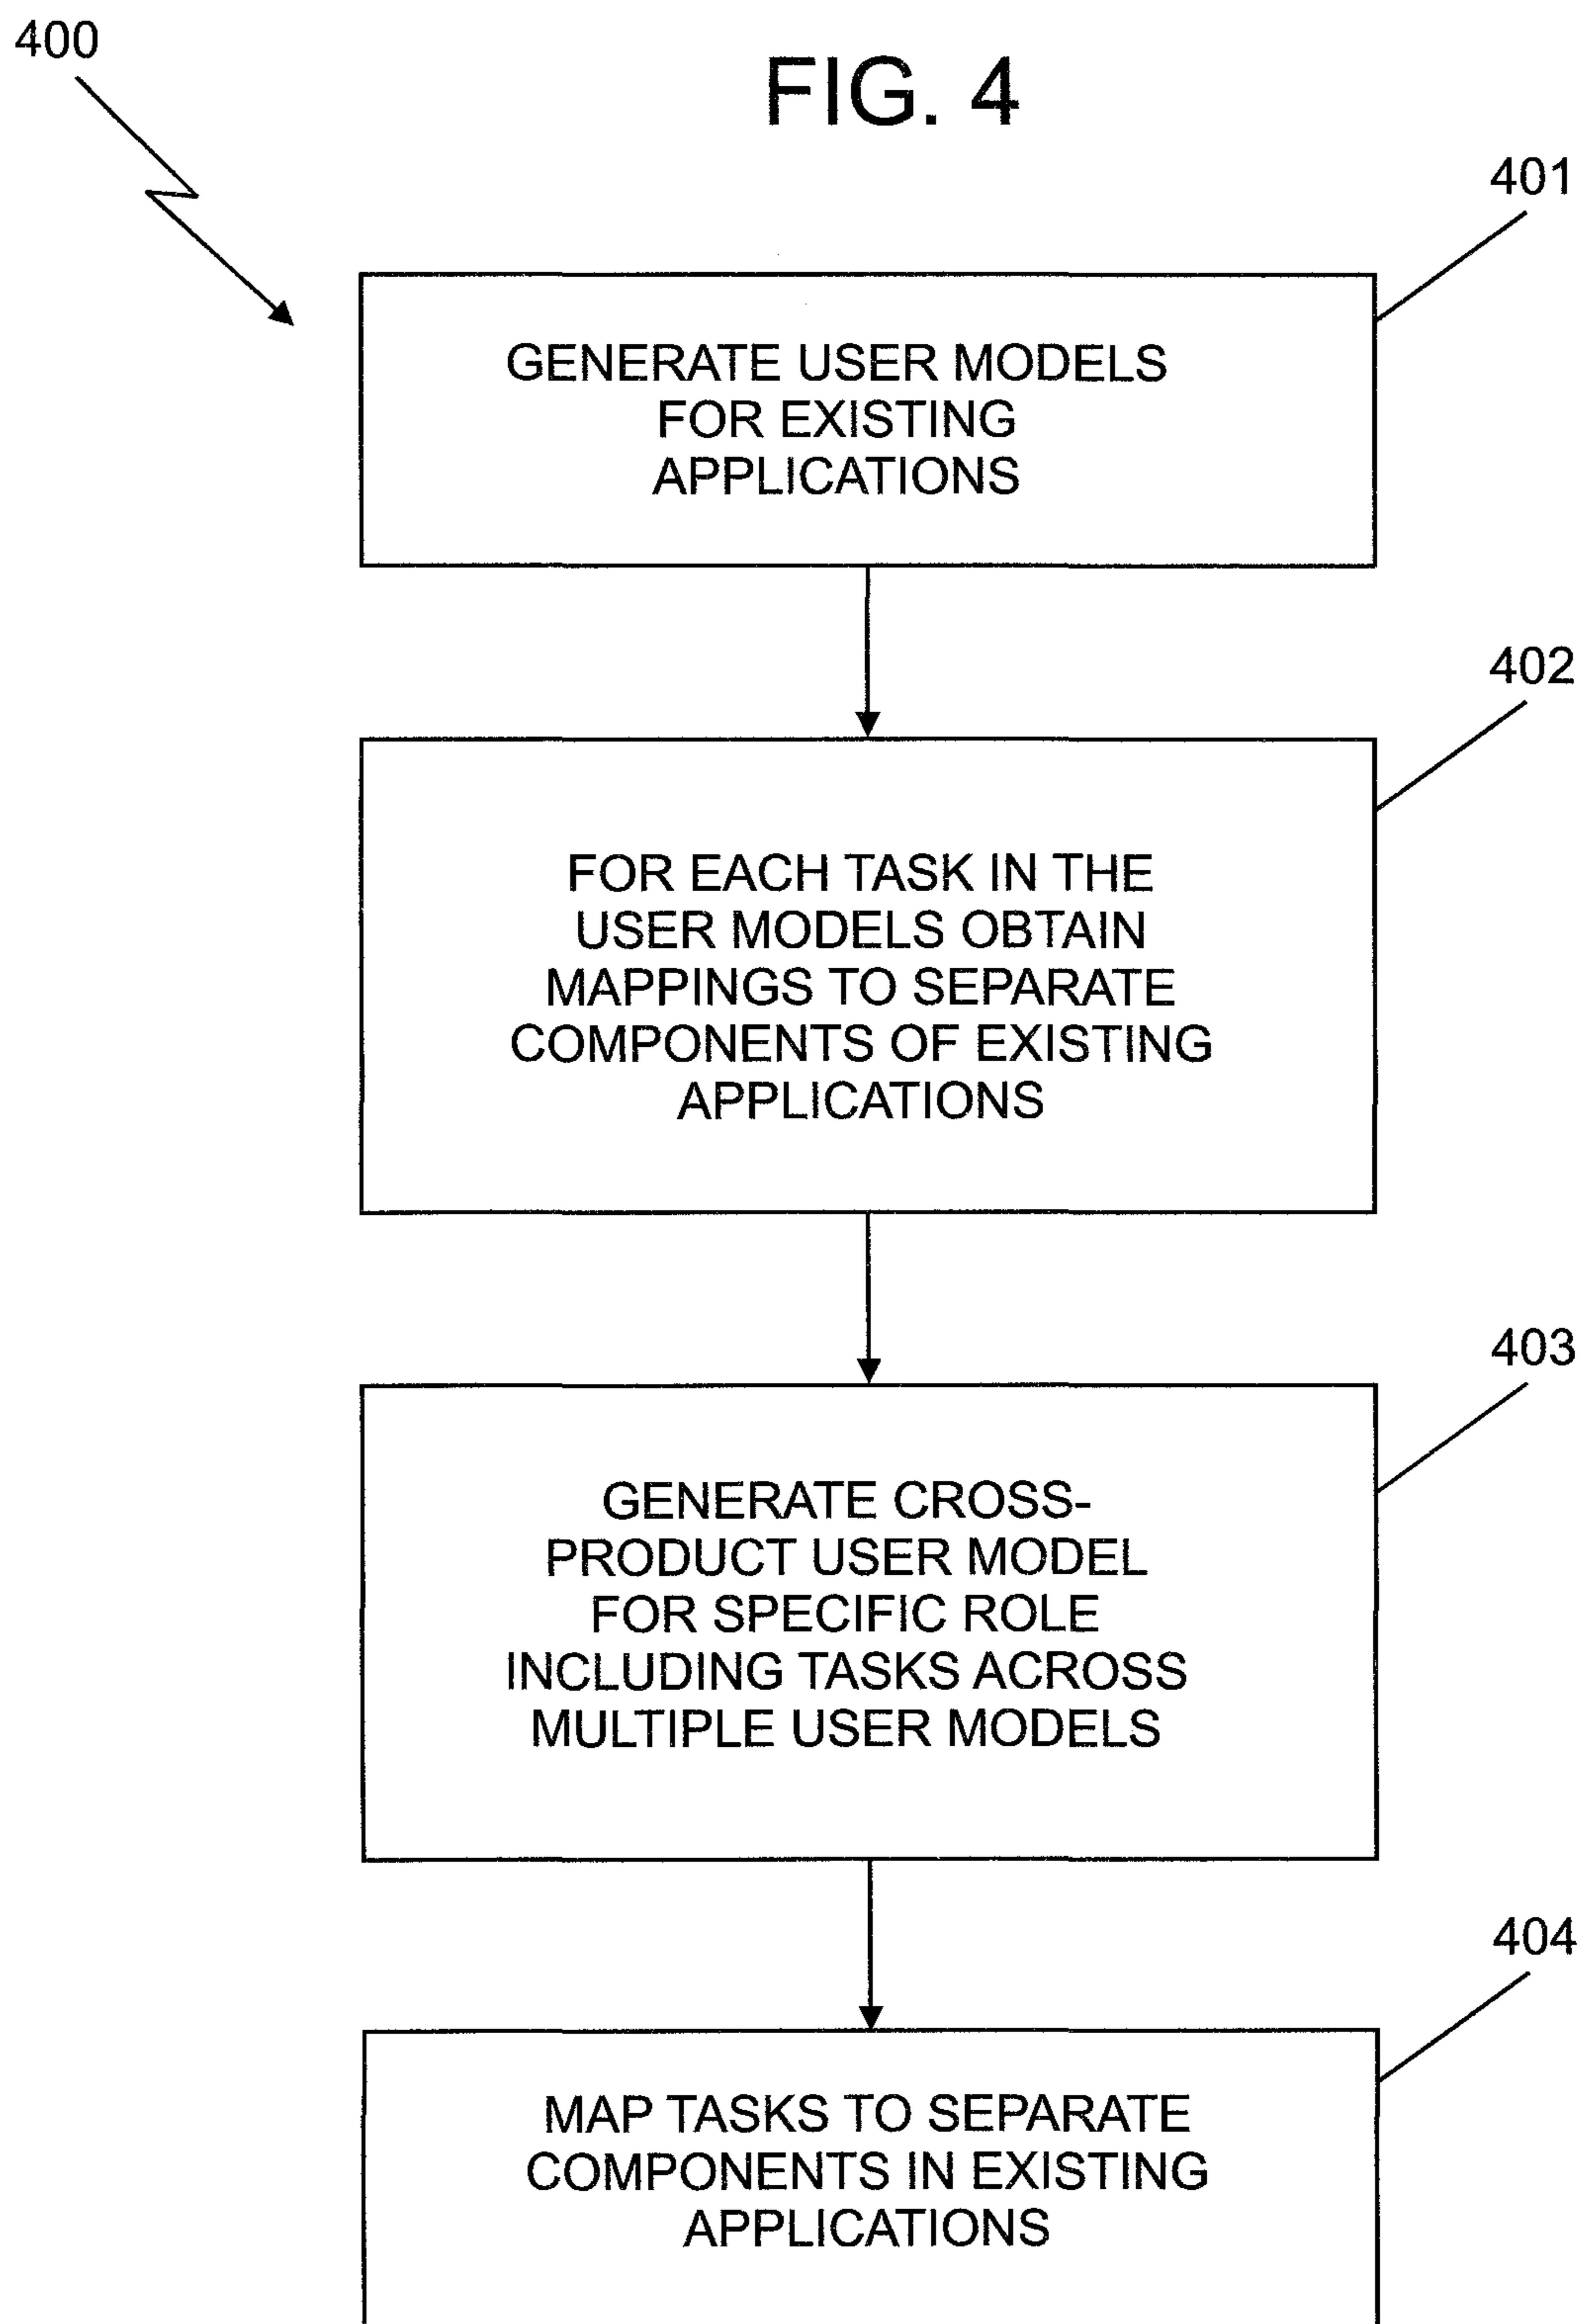 400
FIG. 4
401
GENERATE USER MODELS
FOR EXISTING
APPLICATIONS
402
FOR EACH TASK IN THE
USER MODELS OBTAIN
MAPPINGS TO SEPARATE
COMPONENTS OF EXISTING
APPLICATIONS
403
GENERATE CROSS-
PRODUCT USER MODEL
FOR SPECIFIC ROLE
INCLUDING TASKS ACROSS
MULTIPLE USER MODELS
404
MAP TASKS TO SEPARATE
COMPONENTS IN EXISTING
APPLICATIONS